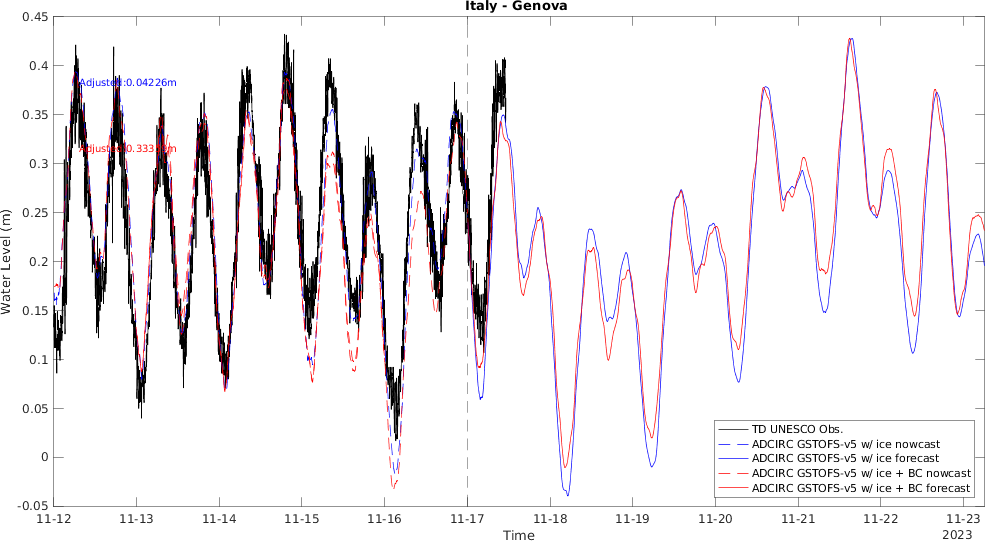 Italy - Genova
Water Level (m)
0.45
0.4
0.35
0.3
0.25
0.2
0.15
0.1
0.05
0
-0.05
Adjusted:0.04226m
TD UNESCO Obs.
ADCIRC GSTOFS-v5 w/ ice nowcast
ADCIRC GSTOFS-v5 w/ ice forecast
ADCIRC GSTOFS-v5 w/ ice + BC nowcast
ADCIRC GSTOFS-v5 w/ ice + BC forecast
11-12 11-13 11-14 11-15 11-16 11-17 11-18 11-19 11-20 11-21 11-22 11-23
Time
2023